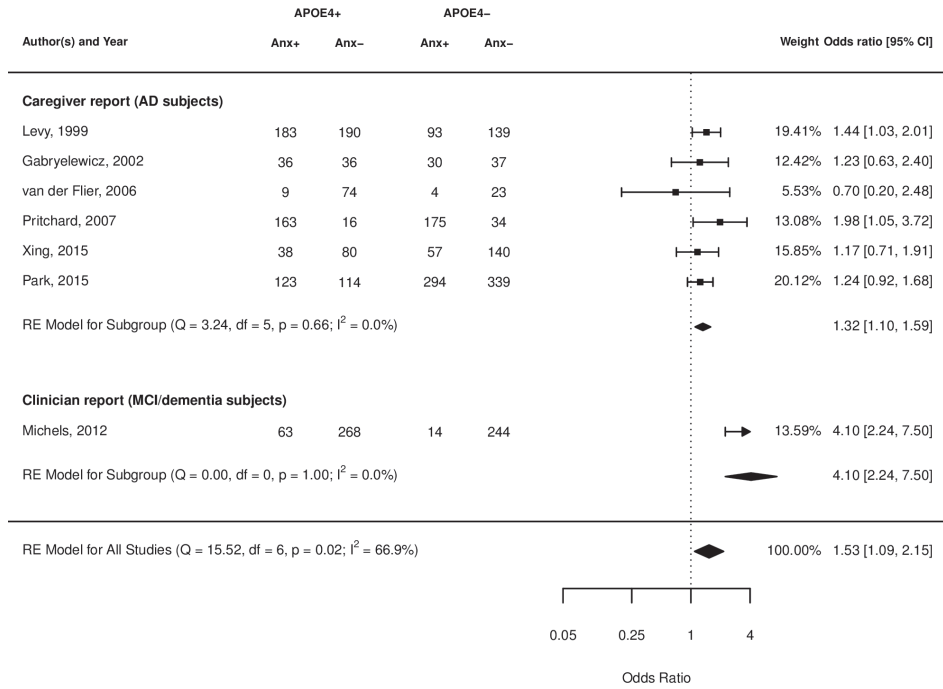 APOE4+ APOE4−
Author(s) and Year Anx+ Anx− Anx+ Anx− Weight Odds ratio [95% CI]
Caregiver report (AD subjects)
Levy, 1999 183 190 93 139 19.41% 1.44 [1.03, 2.01]
Gabryelewicz, 2002 36 36 30 37 12.42% 1.23 [0.63, 2.40]
van der Flier, 2006 9 74 4 23 5.53% 0.70 [0.20, 2.48]
Pritchard, 2007 163 16 175 34 13.08% 1.98 [1.05, 3.72]
Xing, 2015 38 80 57 140 15.85% 1.17 [0.71, 1.91]
Park, 2015 123 114 294 339 20.12% 1.24 [0.92, 1.68]
RE Model for Subgroup (Q = 3.24, df = 5, p = 0.66; I² = 0.0%) 1.32 [1.10, 1.59]
Clinician report (MCI/dementia subjects)
Michels, 2012 63 268 14 244 13.59% 4.10 [2.24, 7.50]
RE Model for Subgroup (Q = 0.00, df = 0, p = 1.00; I² = 0.0%) 4.10 [2.24, 7.50]
RE Model for All Studies (Q = 15.52, df = 6, p = 0.02; I² = 66.9%) 100.00% 1.53 [1.09, 2.15]
0.05 0.25 1 4
Odds Ratio